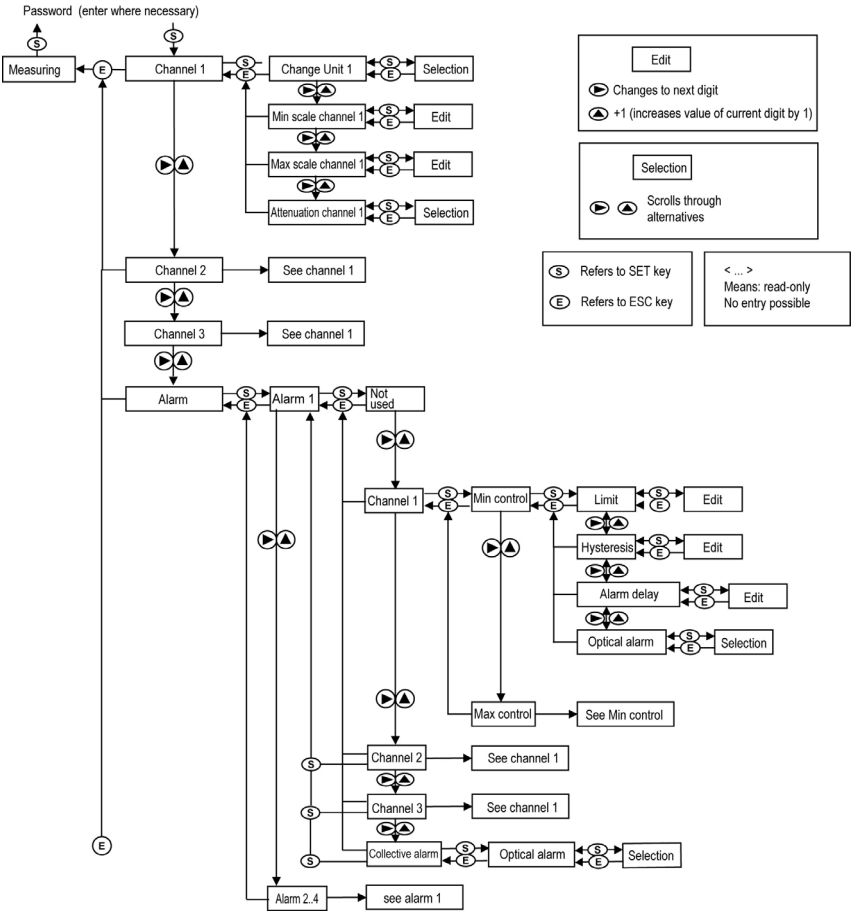 Password (enter where necessary)
S
S
Measuring
E
Channel 1
S
E
Change Unit 1
S
E
Selection
Min scale channel 1
S
E
Edit
Max scale channel 1
S
E
Edit
Attenuation channel 1
S
E
Selection
Edit
Changes to next digit
+1 (increases value of current digit by 1)
Selection
Scrolls through
alternatives
S Refers to SET key
E Refers to ESC key
< ... >
Means: read-only
No entry possible
Channel 2
See channel 1
Channel 3
See channel 1
Alarm
S
E
Alarm 1
S
E
Not
used
Channel 1
S
E
Min control
S
E
Limit
S
E
Edit
Hysteresis
S
E
Edit
Alarm delay
S
E
Edit
Optical alarm
S
E
Selection
Max control
See Min control
S
Channel 2
See channel 1
S
Channel 3
See channel 1
E
S
Collective alarm
S
E
Optical alarm
S
E
Selection
Alarm 2..4
see alarm 1